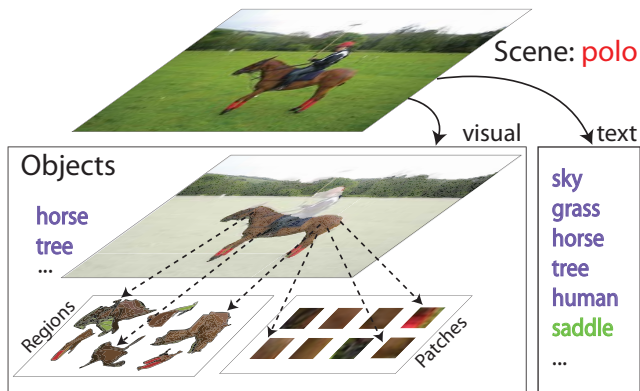 Scene: polo
visual
text
Objects
horse
tree
...
Regions
Patches
sky
grass
horse
tree
human
saddle
...